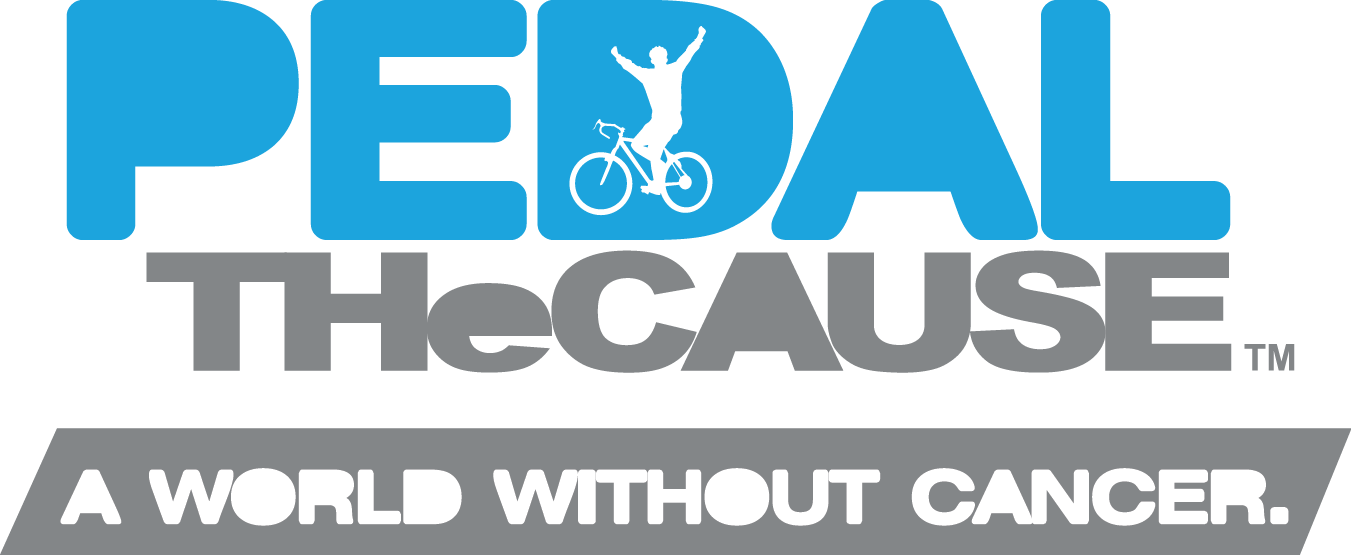 PEDAL
THeCAUSE™
A WORLD WITHOUT CANCER.